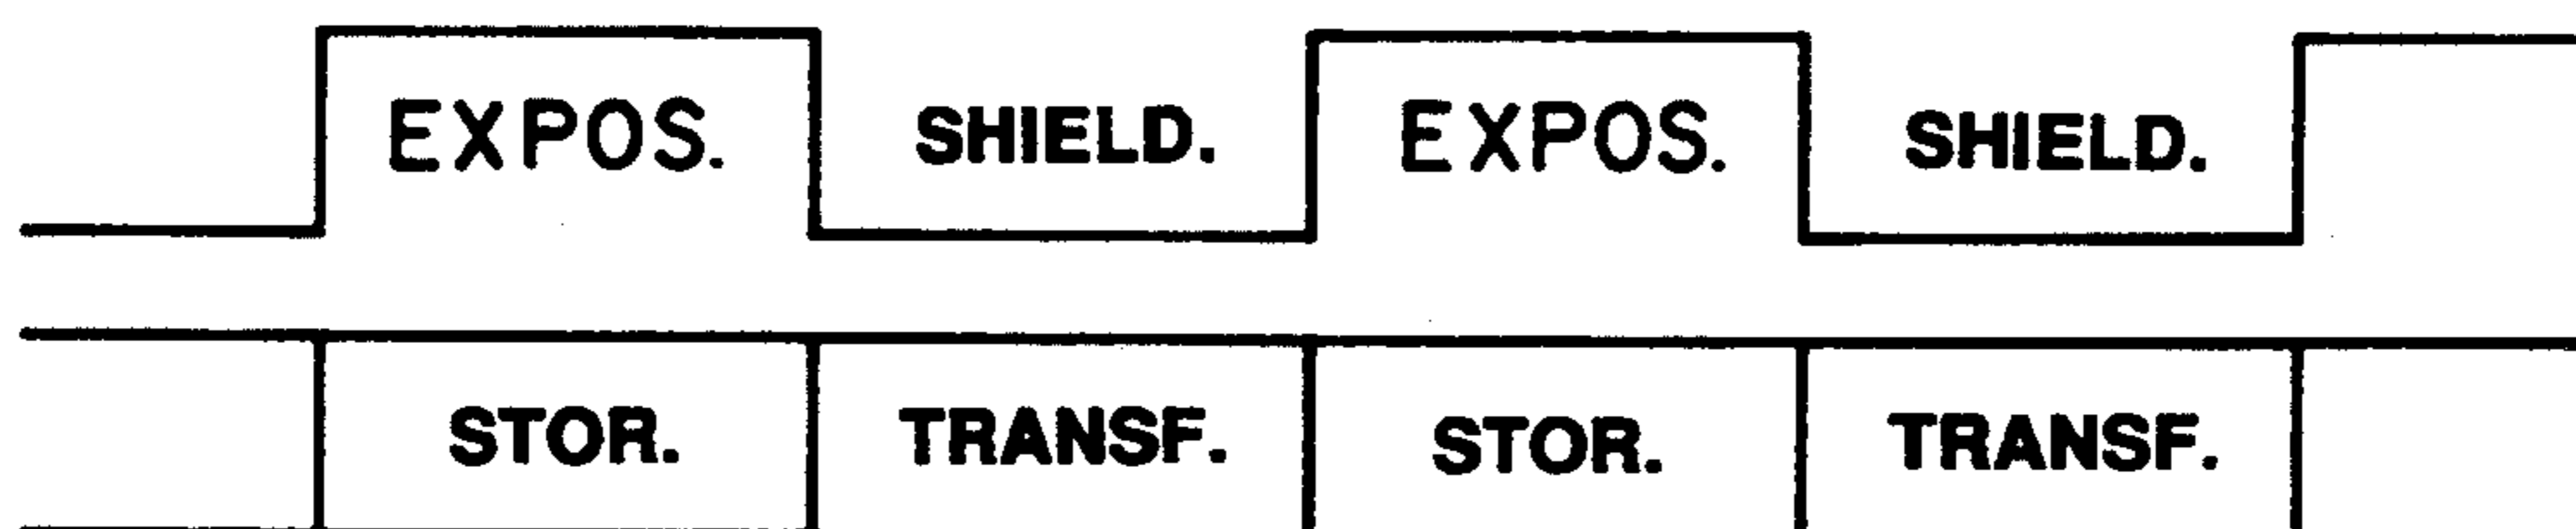 EXPOS. SHIELD. EXPOS. SHIELD.
STOR. TRANSF. STOR. TRANSF.